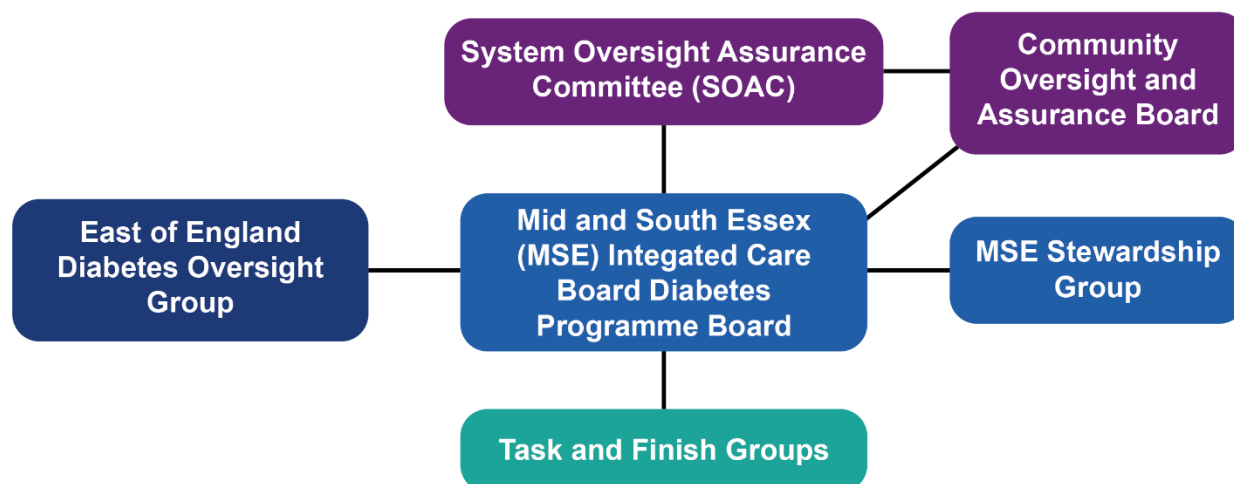 System Oversight Assurance
Committee (SOAC)
Community
Oversight and
Assurance Board
East of England
Diabetes Oversight
Group
Mid and South Essex
(MSE) Integated Care
Board Diabetes
Programme Board
MSE Stewardship
Group
Task and Finish Groups